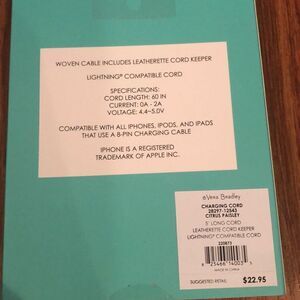 WOVEN CABLE INCLUDES LEATHERETTE CORD KEEPER
LIGHTNING® COMPATIBLE CORD
SPECIFICATIONS:
CORD LENGTH: 60 IN
CURRENT: 0A - 2A
VOLTAGE: 4.4~5.0V
COMPATIBLE WITH ALL IPHONES, IPODS, AND IPADS
THAT USE A 8-PIN CHARGING CABLE
IPHONE IS A REGISTERED
TRADEMARK OF APPLE INC.
Vera Bradley
CHARGING CORD
28297-12543
CITRUS PAISLEY
5' LONG CORD
LEATHERETTE CORD KEEPER
LIGHTNING® COMPATIBLE CORD
320873
MADE IN CHINA
SUGGESTED RETAIL $22.95